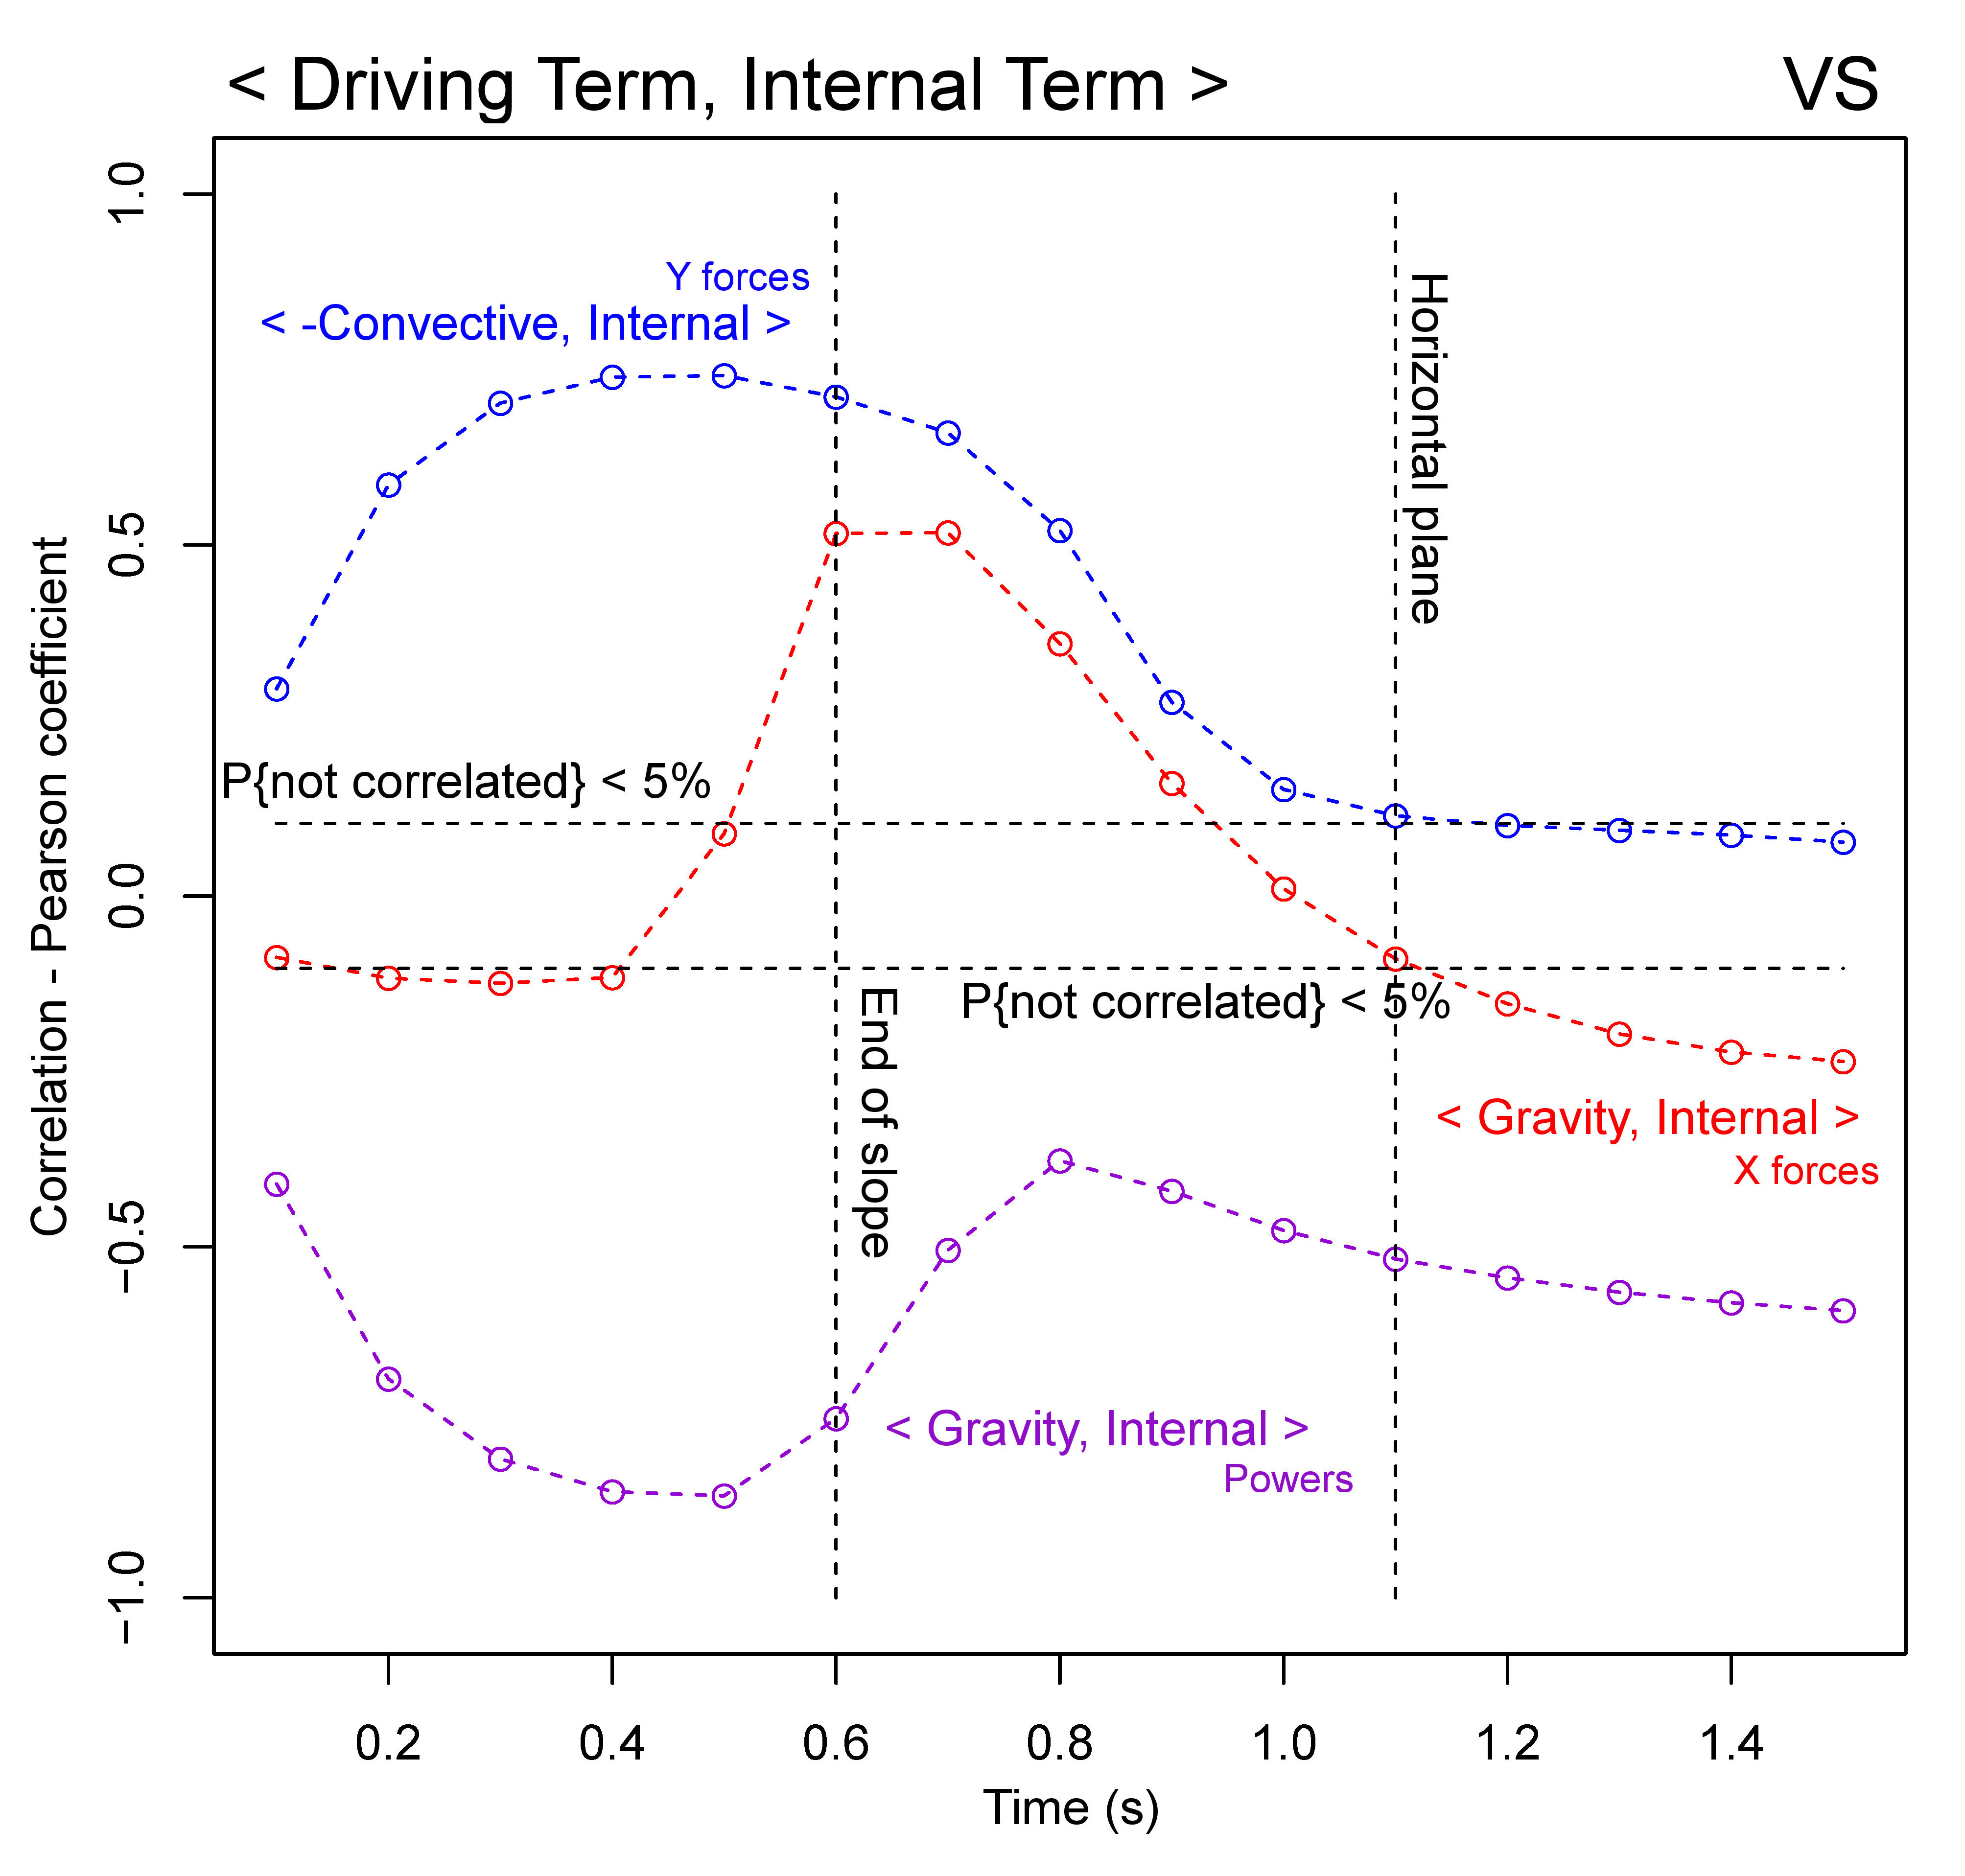 < Driving Term, Internal Term >
VS
Correlation - Pearson coefficient
1.0
0.5
0.0
−0.5
−1.0
Y forces
< -Convective, Internal >
Horizontal plane
P{not correlated} < 5%
P{not correlated} < 5%
End of slope
< Gravity, Internal >
X forces
< Gravity, Internal >
Powers
0.2
0.4
0.6
0.8
1.0
1.2
1.4
Time (s)